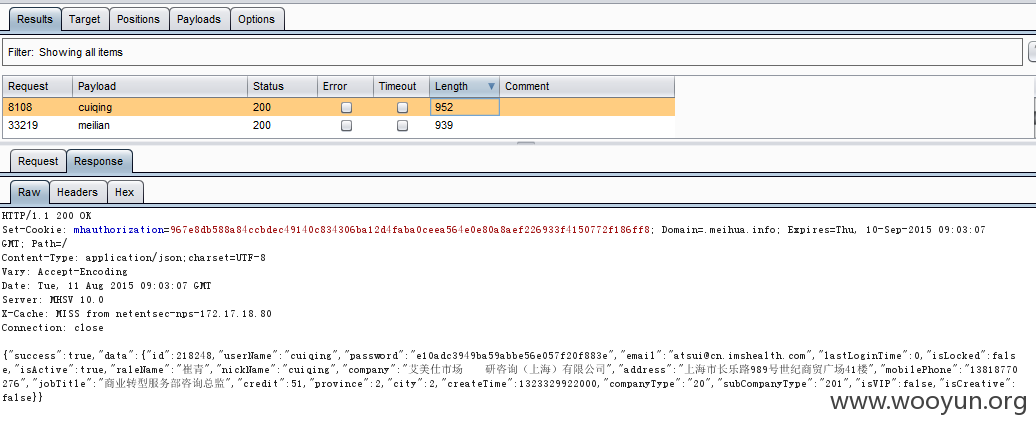 Results Target Positions Payloads Options
Filter: Showing all items
Request Payload Status Error Timeout Length Comment
8108 cuiqing 200 952
33219 meilian 200 939
Request Response
Raw Headers Hex
HTTP/1.1 200 OK
Set-Cookie: mhauthorization=967e8db588a84ccbdec49140c834306ba12d4faba0ceea564e0e80a8aef226933f4150772f186ff8; Domain=.meihua.info; Expires=Thu, 10-Sep-2015 09:03:07
GMT; Path=/
Content-Type: application/json;charset=UTF-8
Vary: Accept-Encoding
Date: Tue, 11 Aug 2015 09:03:07 GMT
Server: MHSV 10.0
X-Cache: MISS from netentsec-nps-172.17.18.80
Connection: close
{"success":true,"data":{"id":218248,"userName":"cuiqing","password":"e10adc3949ba59abbe56e057f20f883e","email":"atsui@cn.imshealth.com","lastLoginTime":0,"isLocked":fals
e,"isActive":true,"raleName":"崔青","nickName":"cuiqing","company":"艾美仕市场 研咨询（上海）有限公司","address":"上海市长乐路989号世纪商贸广场41楼","mobilePhone":"13818770
276","jobTitle":"商业转型服务部咨询总监","credit":51,"province":2,"city":2,"createTime":1323329922000,"companyType":"20","subCompanyType":"201","isVIP":false,"isCreative":
false}}
www.wooyun.org